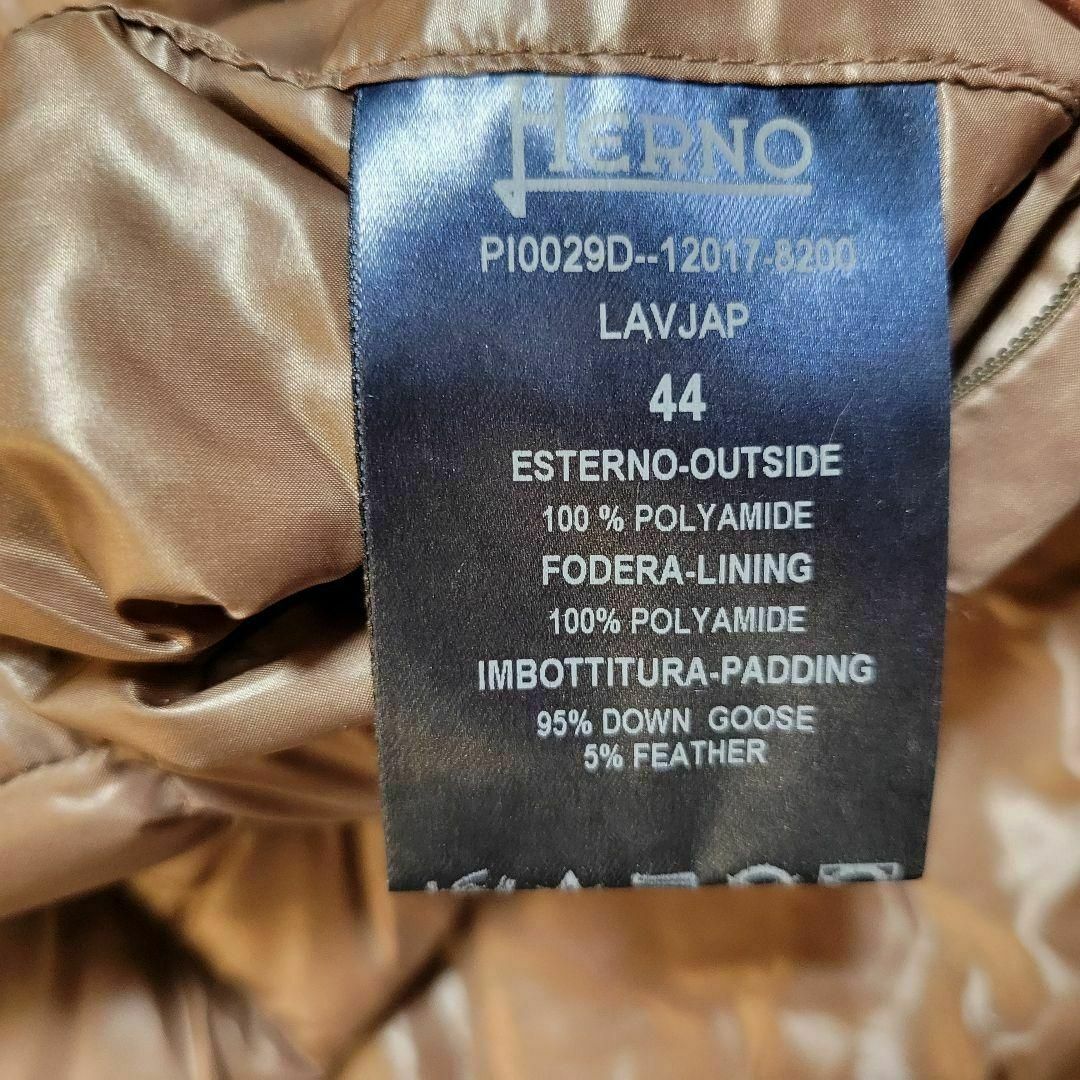 HERNO
PI0029D--12017-8200
LAVJAP
44
ESTERNO-OUTSIDE
100 % POLYAMIDE
FODERA-LINING
100% POLYAMIDE
IMBOTTITURA-PADDING
95% DOWN GOOSE
5% FEATHER